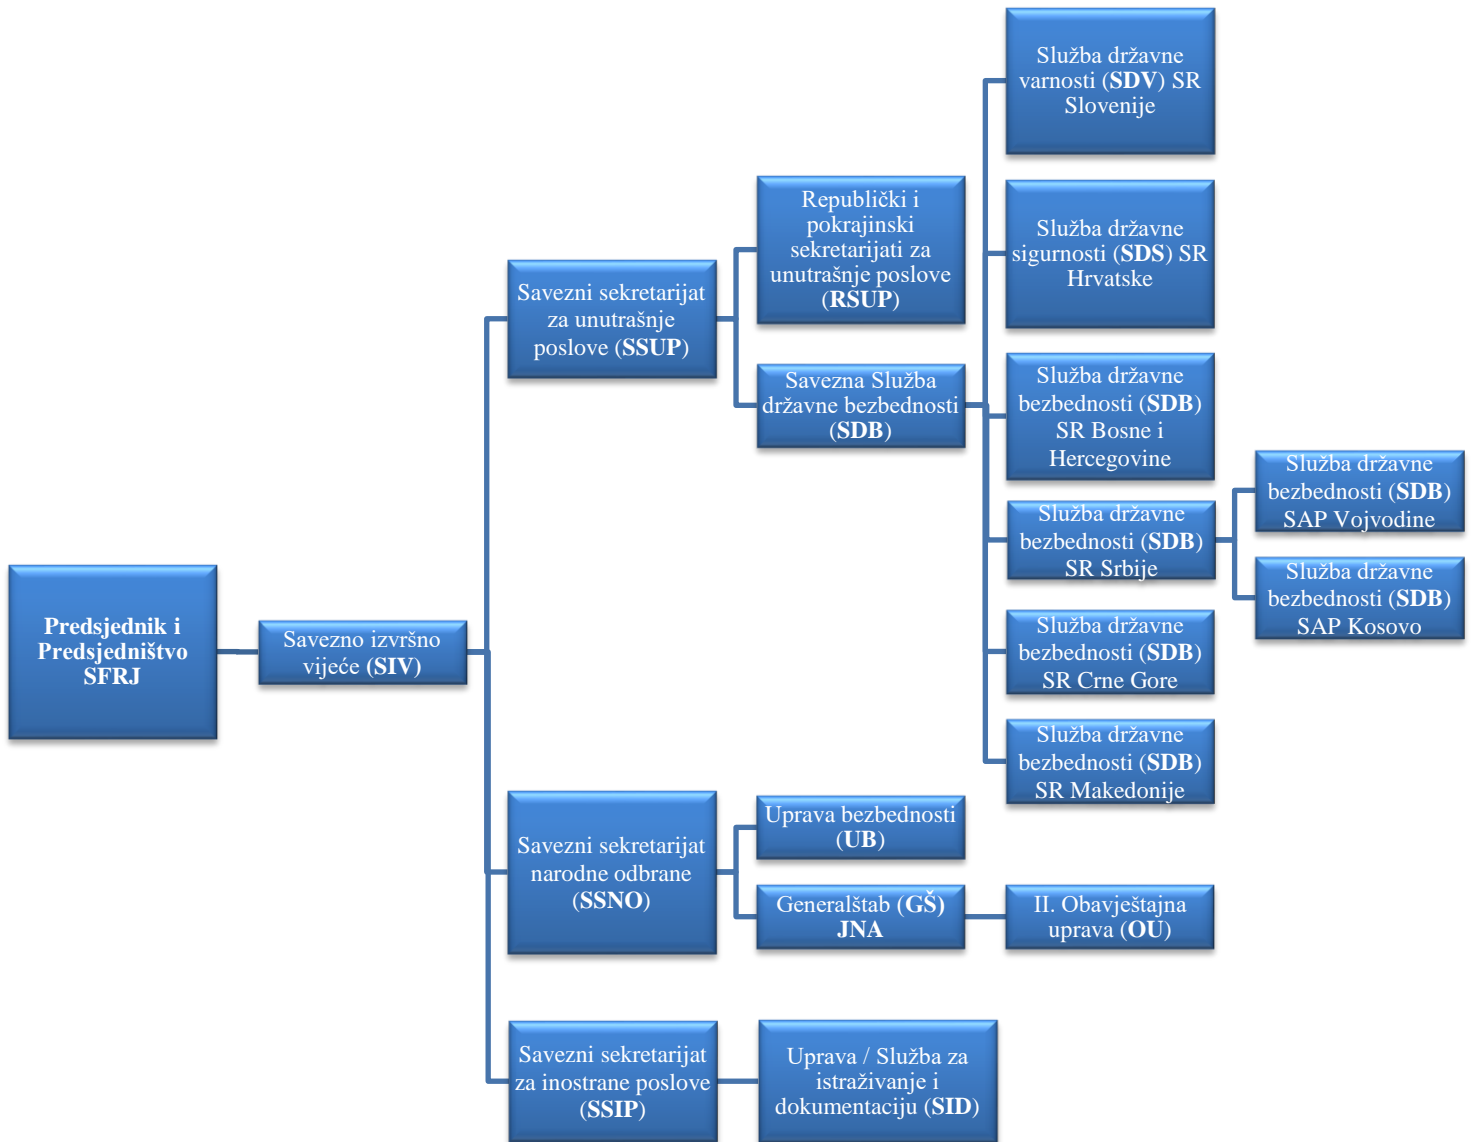 Predsjednik i
Predsjedništvo
SFRJ
Savezno izvršno
vijeće (SIV)
Savezni sekretarijat
za unutrašnje
poslove (SSUP)
Republički i
pokrajinski
sekretarijati za
unutrašnje poslove
(RSUP)
Savezna Služba
državne bezbednosti
(SDB)
Služba državne
varnosti (SDV) SR
Slovenije
Služba državne
sigurnosti (SDS) SR
Hrvatske
Služba državne
bezbednosti (SDB)
SR Bosne i
Hercegovine
Služba državne
bezbednosti (SDB)
SR Srbije
Služba državne
bezbednosti (SDB)
SAP Vojvodine
Služba državne
bezbednosti (SDB)
SAP Kosovo
Služba državne
bezbednosti (SDB)
SR Crne Gore
Služba državne
bezbednosti (SDB)
SR Makedonije
Savezni sekretarijat
narodne odbrane
(SSNO)
Uprava bezbednosti
(UB)
Generalštab (GŠ)
JNA
II. Obavještajna
uprava (OU)
Savezni sekretarijat
za inostrane poslove
(SSIP)
Uprava / Služba za
istraživanje i
dokumentaciju (SID)